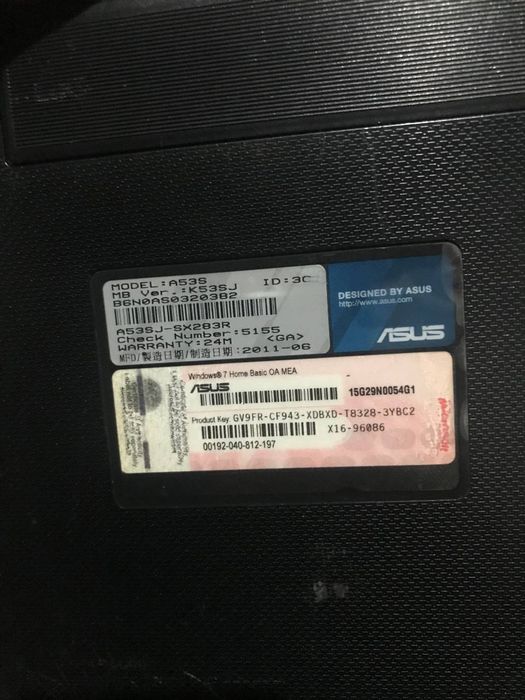 MODEL:A53S ID:3C
MB Ver.:K53SJ
B6N0AS0320382
A53SJ-SX283R
Check Number:5155
WARRANTY:24M <GA>
MFD/製造日期/制造日期:2011-06
DESIGNED BY ASUS
http://www.asus.com
ASUS
Windows® 7 Home Basic OA MEA
ASUS
15G29N0054G1
Product Key: GV9FR-CF943-XDBXD-T8328-3YBC2
X16-96086
00192-040-812-197